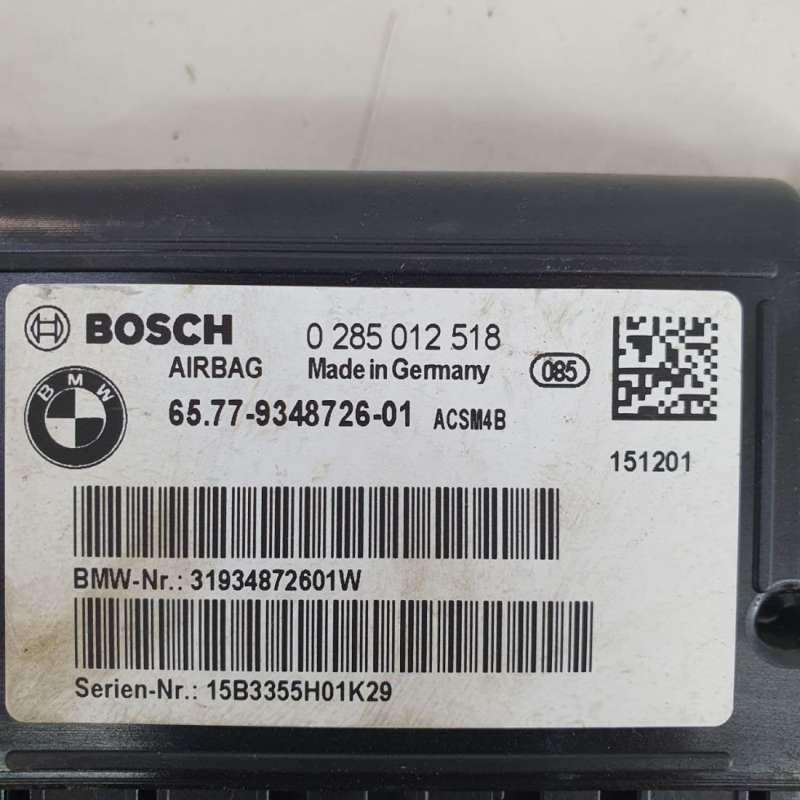 BOSCH 0 285 012 518
AIRBAG Made in Germany 085
BMW 65.77-9348726-01 ACSM4B
151201
BMW-Nr.: 31934872601W
Serien-Nr.: 15B3355H01K29